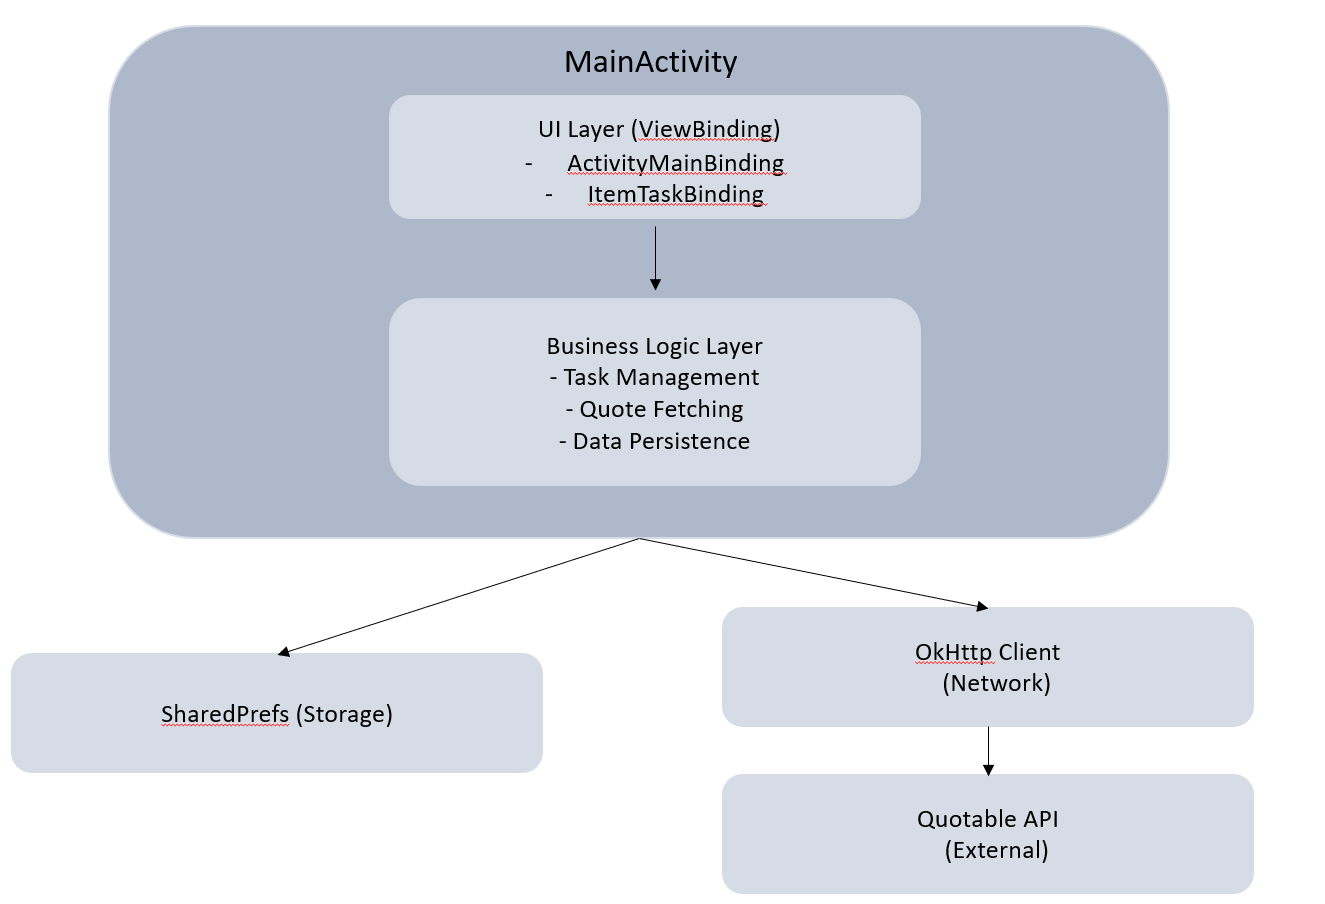 MainActivity
UI Layer (ViewBinding)
- ActivityMainBinding
- ItemTaskBinding
Business Logic Layer
- Task Management
- Quote Fetching
- Data Persistence
SharedPrefs (Storage)
OkHttp Client
(Network)
Quotable API
(External)